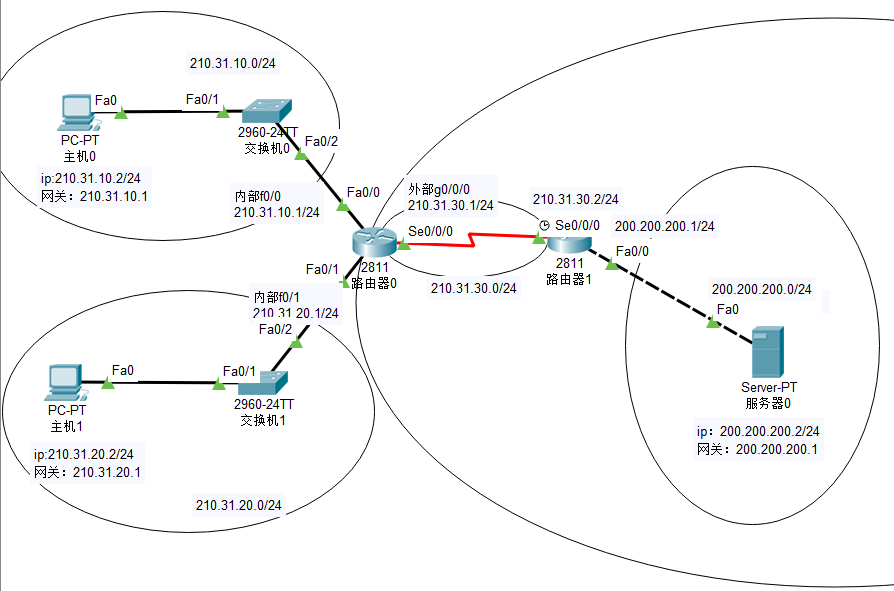 210.31.10.0/24
Fa0
Fa0/1
2960-24TT
交换机0
Fa0/2
PC-PT
主机0
ip:210.31.10.2/24
网关：210.31.10.1
内部f0/0
210.31.10.1/24
Fa0/0
外部g0/0/0
210.31.30.1/24
Se0/0/0
2811
路由器0
210.31.30.0/24
210.31.30.2/24
Se0/0/0
2811
路由器1
200.200.200.1/24
Fa0/0
200.200.200.0/24
Fa0
Server-PT
服务器0
ip：200.200.200.2/24
网关：200.200.200.1
Fa0/1
内部f0/1
210.31.20.1/24
Fa0/2
Fa0
Fa0/1
2960-24TT
交换机1
PC-PT
主机1
ip:210.31.20.2/24
网关：210.31.20.1
210.31.20.0/24